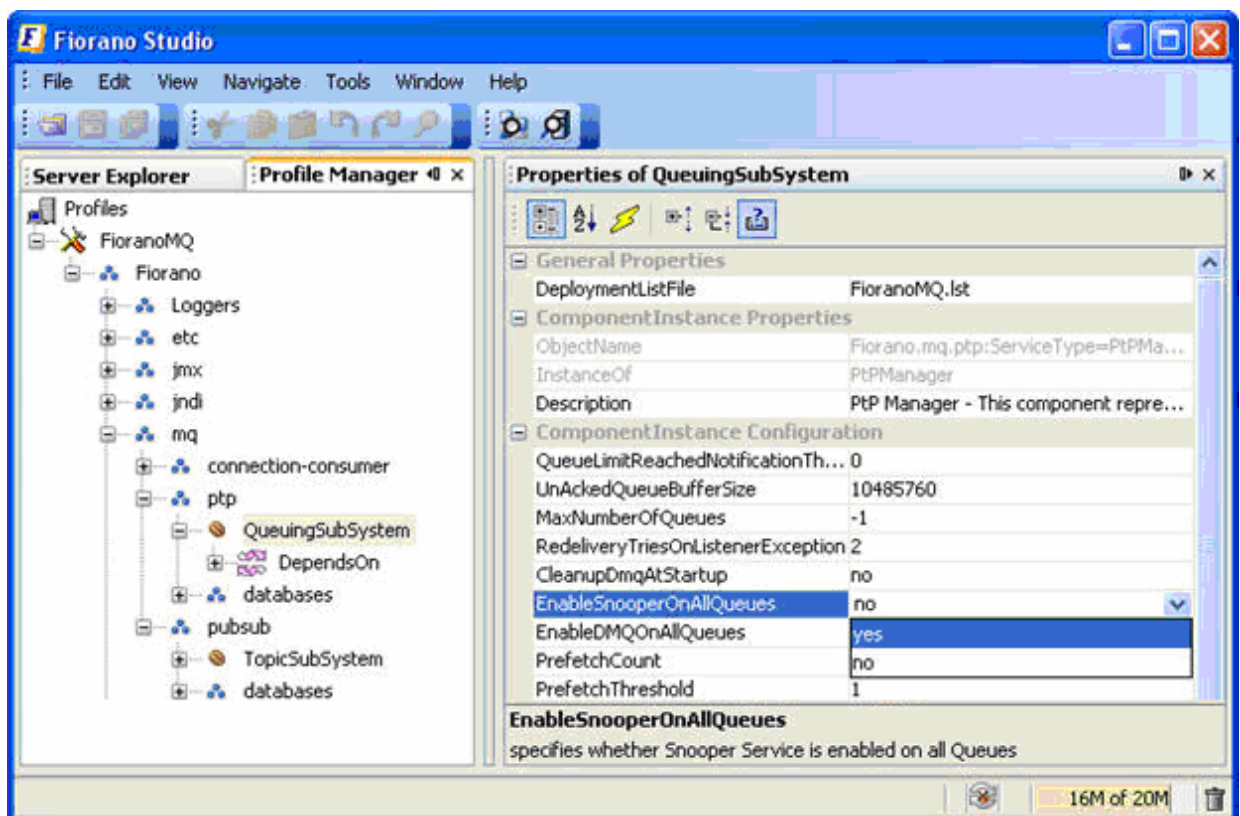 Fiorano Studio
File Edit View Navigate Tools Window Help
Server Explorer Profile Manager
Properties of QueuingSubSystem
Profiles
FioranoMQ
Fiorano
Loggers
etc
jmx
jndi
mq
connection-consumer
ptp
QueuingSubSystem
DependsOn
databases
pubsub
TopicSubSystem
databases
General Properties
DeploymentListFile FioranoMQ.lst
ComponentInstance Properties
ObjectName Fiorano.mq.ptp:ServiceType=PtPMa...
InstanceOf PtPManager
Description PtP Manager - This component repre...
ComponentInstance Configuration
QueueLimitReachedNotificationTh... 0
UnAckedQueueBufferSize 10485760
MaxNumberOfQueues -1
RedeliveryTriesOnListenerException 2
CleanupDmqAtStartup no
EnableSnooperOnAllQueues no
EnableDMQOnAllQueues yes
PrefetchCount no
PrefetchThreshold 1
EnableSnooperOnAllQueues
specifies whether Snooper Service is enabled on all Queues
16M of 20M